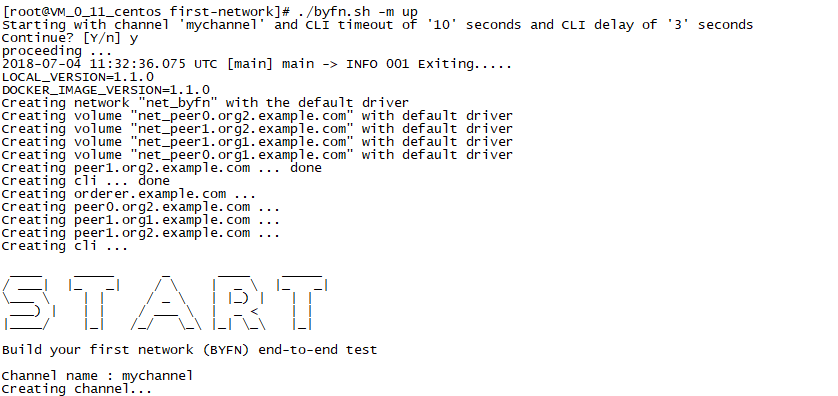 [root@VM_0_11_centos first-network]# ./byfn.sh -m up
Starting with channel 'mychannel' and CLI timeout of '10' seconds and CLI delay of '3' seconds
Continue? [Y/n] y
proceeding ...
2018-07-04 11:32:36.075 UTC [main] main -> INFO 001 Exiting.....
LOCAL_VERSION=1.1.0
DOCKER_IMAGE_VERSION=1.1.0
Creating network "net_byfn" with the default driver
Creating volume "net_peer0.org2.example.com" with default driver
Creating volume "net_peer1.org2.example.com" with default driver
Creating volume "net_peer1.org1.example.com" with default driver
Creating volume "net_peer0.org1.example.com" with default driver
Creating peer1.org2.example.com ... done
Creating cli ... done
Creating orderer.example.com ...
Creating peer0.org2.example.com ...
Creating peer1.org1.example.com ...
Creating peer1.org2.example.com ...
Creating cli ...
START
Build your first network (BYFN) end-to-end test
Channel name : mychannel
Creating channel...